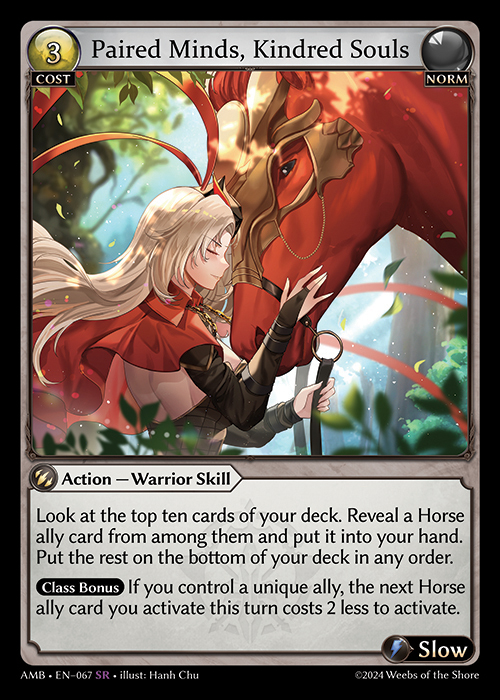 3 Paired Minds, Kindred Souls
COST NORM
Action — Warrior Skill
Look at the top ten cards of your deck. Reveal a Horse
ally card from among them and put it into your hand.
Put the rest on the bottom of your deck in any order.
Class Bonus If you control a unique ally, the next Horse
ally card you activate this turn costs 2 less to activate.
Slow
AMB • EN–067 SR • illust: Hanh Chu ©2024 Weebs of the Shore